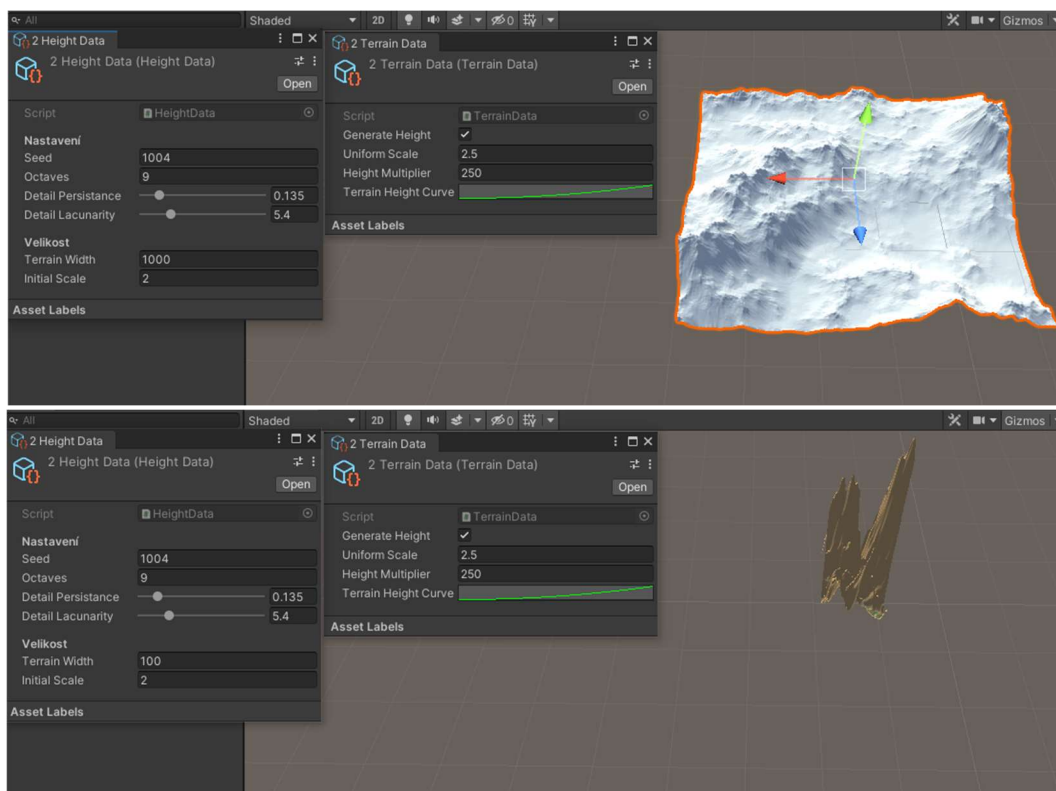 All
Shaded
2D
0
Gizmos
2 Height Data
2 Height Data (Height Data)
Open
Script
HeightData
Nastavení
Seed
1004
Octaves
9
Detail Persistance
0.135
Detail Lacunarity
5.4
Velikost
Terrain Width
1000
Initial Scale
2
Asset Labels
2 Terrain Data
2 Terrain Data (Terrain Data)
Open
Script
TerrainData
Generate Height
Uniform Scale
2.5
Height Multiplier
250
Terrain Height Curve
Asset Labels
All
Shaded
2D
0
Gizmos
2 Height Data
2 Height Data (Height Data)
Open
Script
HeightData
Nastavení
Seed
1004
Octaves
9
Detail Persistance
0.135
Detail Lacunarity
5.4
Velikost
Terrain Width
100
Initial Scale
2
Asset Labels
2 Terrain Data
2 Terrain Data (Terrain Data)
Open
Script
TerrainData
Generate Height
Uniform Scale
2.5
Height Multiplier
250
Terrain Height Curve
Asset Labels